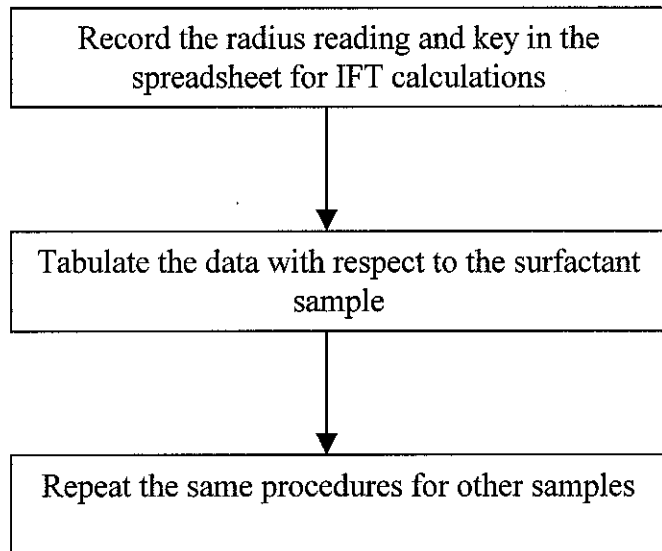 Record the radius reading and key in the
spreadsheet for IFT calculations
Tabulate the data with respect to the surfactant
sample
Repeat the same procedures for other samples